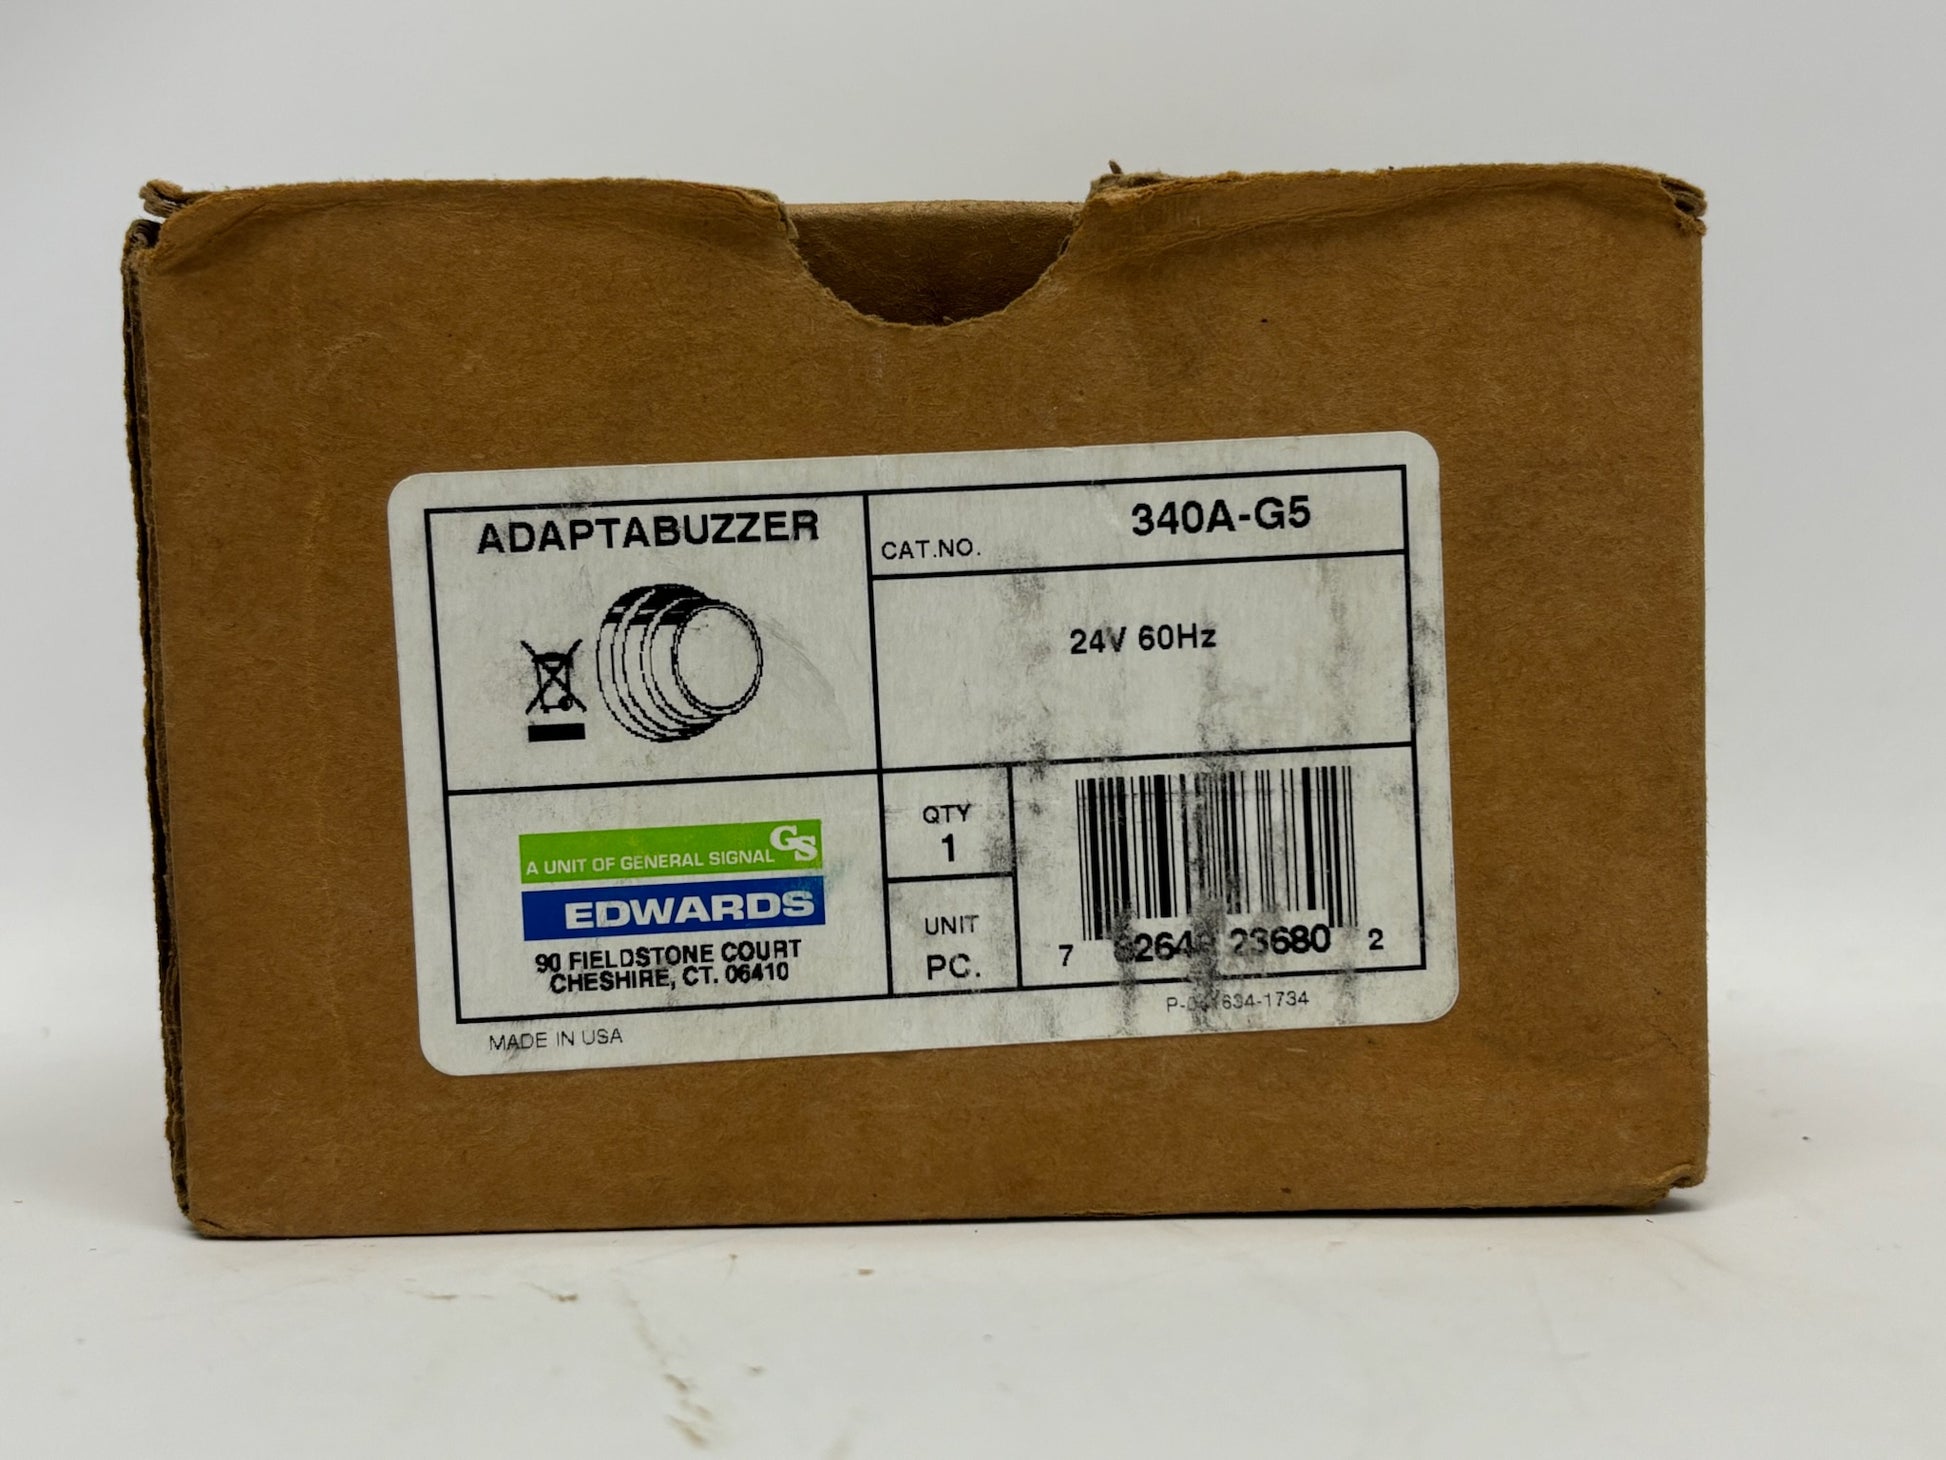 ADAPTABUZZER
CAT.NO. 340A-G5
24V 60Hz
A UNIT OF GENERAL SIGNAL GS
EDWARDS
90 FIELDSTONE COURT
CHESHIRE, CT. 06410
QTY
1
UNIT
PC.
7 23680 2
MADE IN USA